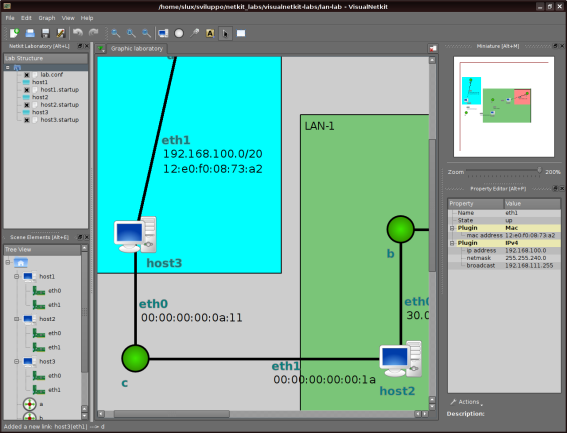 /home/slux/sviluppo/netkit_labs/visualnetkit-labs/lan-lab - VisualNetkit
File Edit Graph View Help
Netkit Laboratory [Alt+L]
Lab Structure
lab.conf
host1
host1.startup
host2
host2.startup
host3
host3.startup
Scene Elements [Alt+E]
Tree View
host1
eth0
eth1
host2
eth0
eth1
host3
eth0
eth1
a
b
Graphic laboratory
eth1
192.168.100.0/20
12:e0:f0:08:73:a2
host3
eth0
00:00:00:00:0a:11
c
eth1
00:00:00:00:00:1a
LAN-1
b
eth0
30.0
host2
Miniature [Alt+M]
Zoom 200%
Property Editor [Alt+P]
Property Value
Name eth1
State up
Plugin Mac
mac address 12:e0:f0:08:73:a2
Plugin IPv4
ip address 192.168.100.0
netmask 255.255.240.0
broadcast 192.168.111.255
Actions
Description:
Added a new link: host3(eth1) --> d